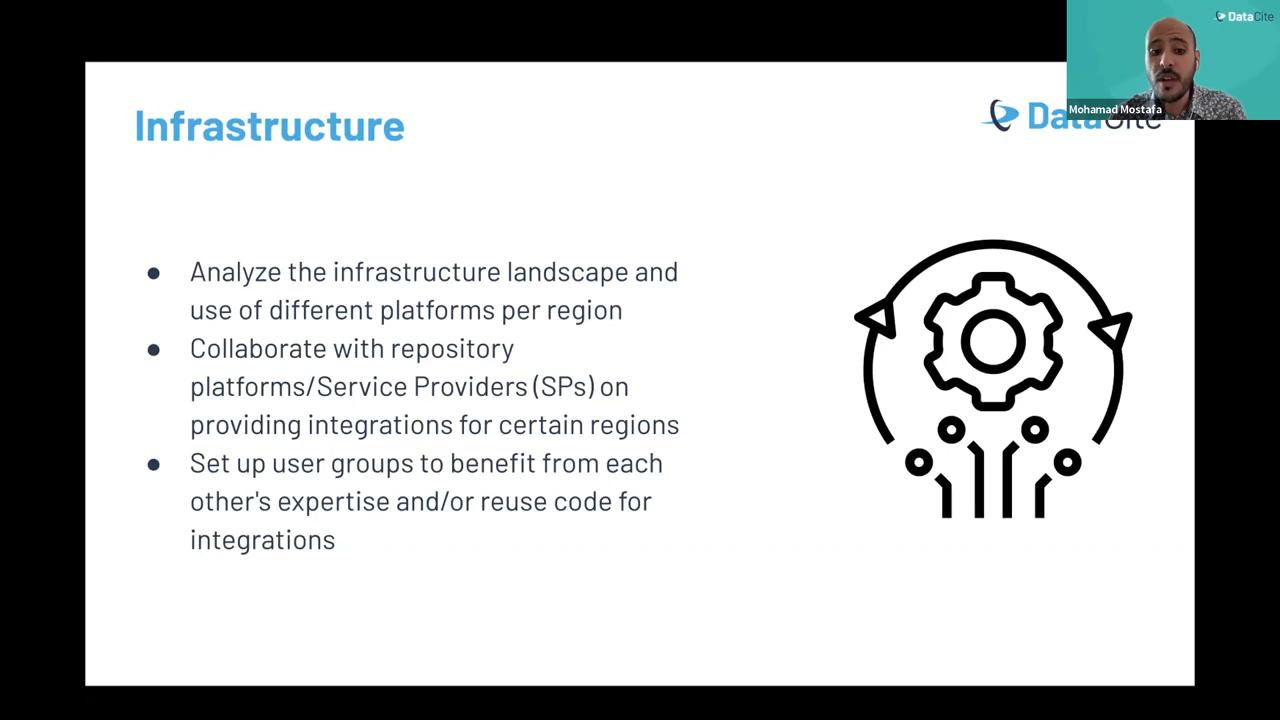 DataCite
Mohamad Mostafa
Infrastructure
DataCite
● Analyze the infrastructure landscape and
use of different platforms per region
● Collaborate with repository
platforms/Service Providers (SPs) on
providing integrations for certain regions
● Set up user groups to benefit from each
other's expertise and/or reuse code for
integrations